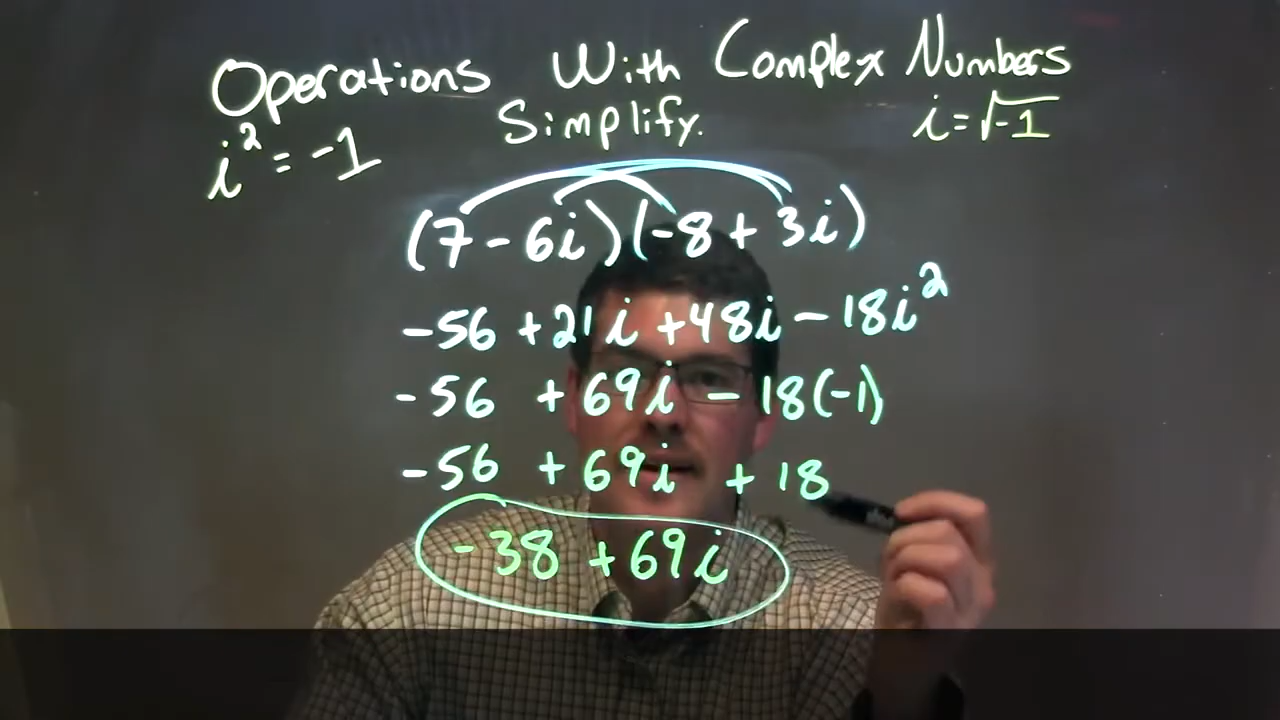 Operations With Complex Numbers
Simplify.
i² = -1
i = √-1
(7 - 6i)(-8 + 3i)
-56 + 21i + 48i - 18i²
-56 + 69i - 18(-1)
-56 + 69i + 18
-38 + 69i